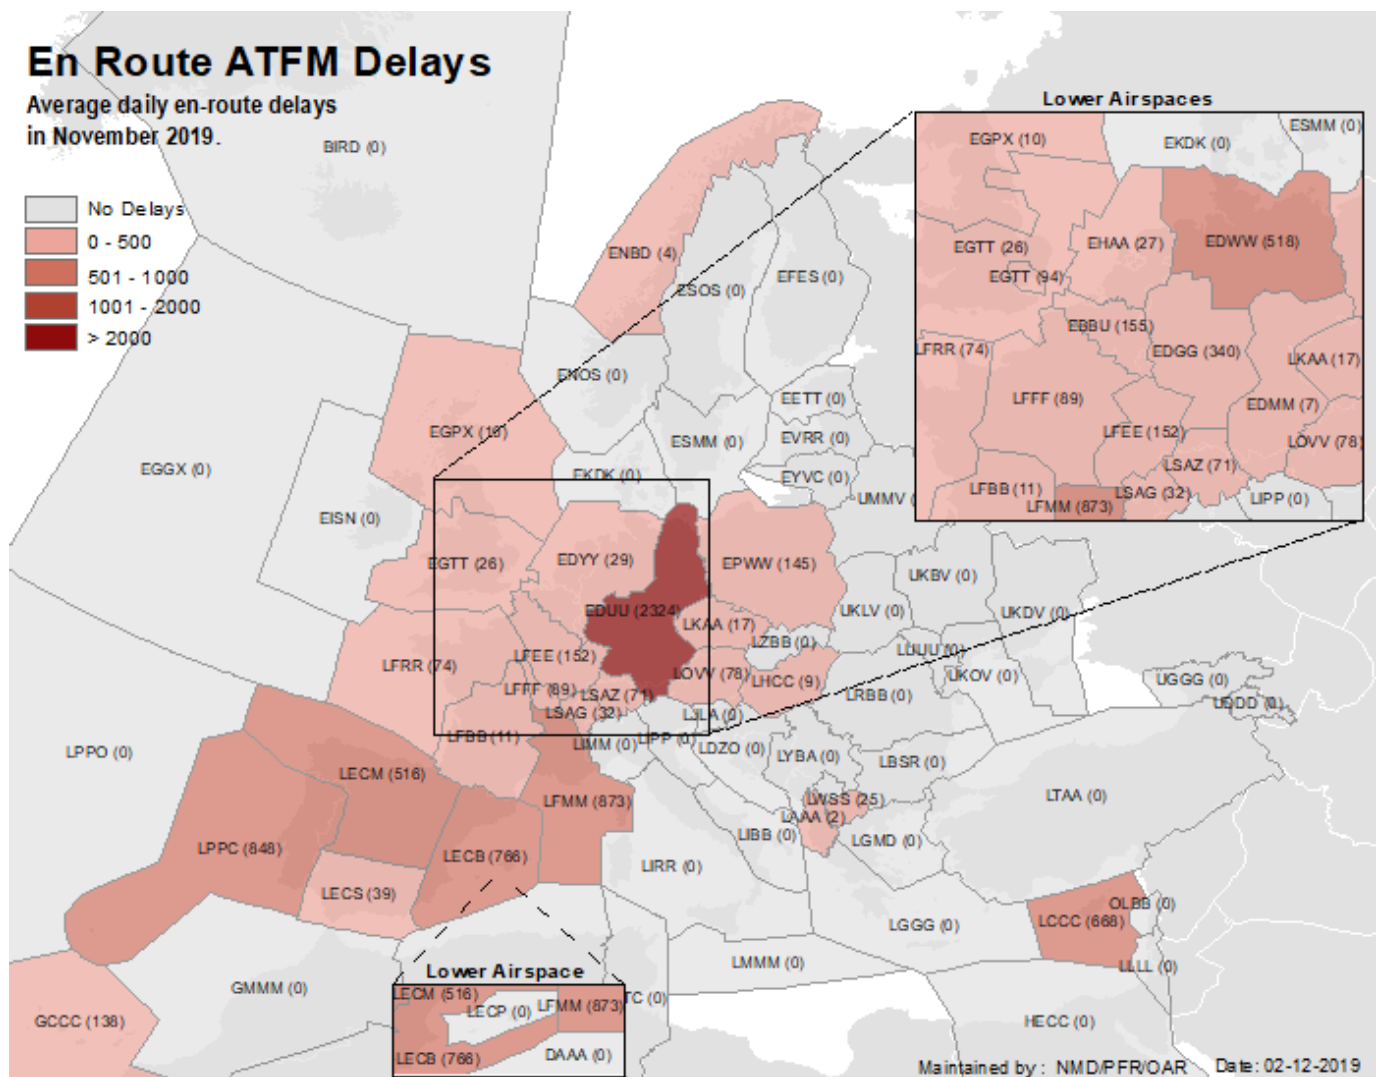 En Route ATFM Delays
Average daily en-route delays
in November 2019.
No Delays
0 - 500
501 - 1000
1001 - 2000
> 2000
Lower Airspaces
EGPX (10)
EKDK (0)
ESMM (0)
EGTT (26)
EHAA (27)
EDWW (518)
EGTT (94)
EBBU (155)
LFRR (74)
EDGG (340)
LKAA (17)
LFFF (89)
EDMM (7)
LFEE (152)
LOVV (78)
LSAZ (71)
LFBB (11)
LSAG (32)
LIPP (0)
LFMM (873)
BIRD (0)
ENBD (4)
ESOS (0)
EFES (0)
ENOS (0)
EETT (0)
EGPX (10)
ESMM (0)
EVRR (0)
EGGX (0)
EKDK (0)
EYVC (0)
UMMV
EISN (0)
EGTT (26)
EDYY (29)
EPWW (145)
UKBV (0)
EDUU (2324)
UKLV (0)
UKDV (0)
LKAA (17)
LZBB (0)
LFRR (74)
LFEE (152)
LUUU (0)
LOVV (78)
LHCC (9)
UKOV (0)
UGGG (0)
LFFF (89)
LSAZ (71)
LRBB (0)
UDDD (0)
LSAG (32)
LJLA (0)
LPPO (0)
LFBB (11)
LIMM (0)
LIPP (0)
LDZO (0)
LYBA (0)
LBSR (0)
LECM (516)
LFMM (873)
LWSS (25)
LTAA (0)
LAAA (2)
LPPC (848)
LECB (766)
LIBB (0)
LGMD (0)
LIRR (0)
LECS (39)
OLBB (0)
LCCC (668)
LGGG (0)
LMMM (0)
LLLL (0)
GMMM (0)
GCCC (138)
HECC (0)
TC (0)
Lower Airspace
LECM (516)
LECP (0)
LFMM (873)
LECB (766)
DAAA (0)
Maintained by : NMD/PFR/OAR Date: 02-12-2019